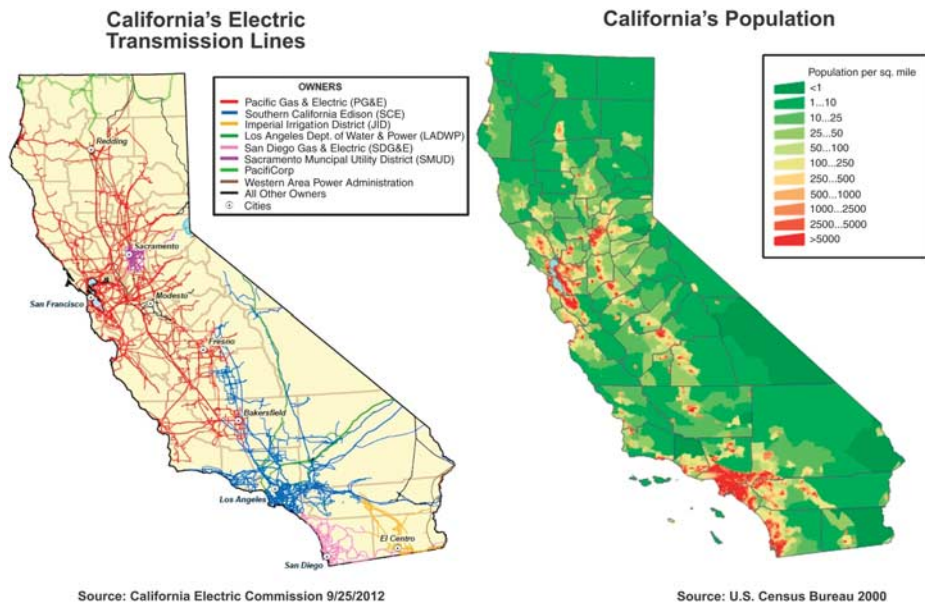 California's Electric
Transmission Lines
OWNERS
Pacific Gas & Electric (PG&E)
Southern California Edison (SCE)
Imperial Irrigation District (JID)
Los Angeles Dept. of Water & Power (LADWP)
San Diego Gas & Electric (SDG&E)
Sacramento Muncipal Utility District (SMUD)
PacifiCorp
Western Area Power Administration
All Other Owners
Cities
Redding
Sacramento
San Francisco
Modesto
Fresno
Bakersfield
Los Angeles
El Centro
San Diego
Source: California Electric Commission 9/25/2012
California's Population
Population per sq. mile
<1
1...10
10...25
25...50
50...100
100...250
250...500
500...1000
1000...2500
2500...5000
>5000
Source: U.S. Census Bureau 2000